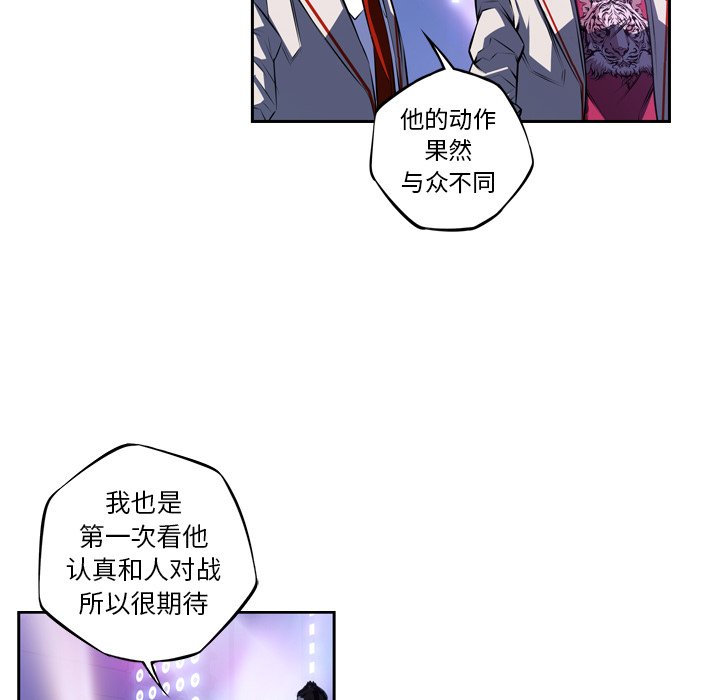 他的动作
果然
与众不同
我也是
第一次看他
认真和人对战
所以很期待